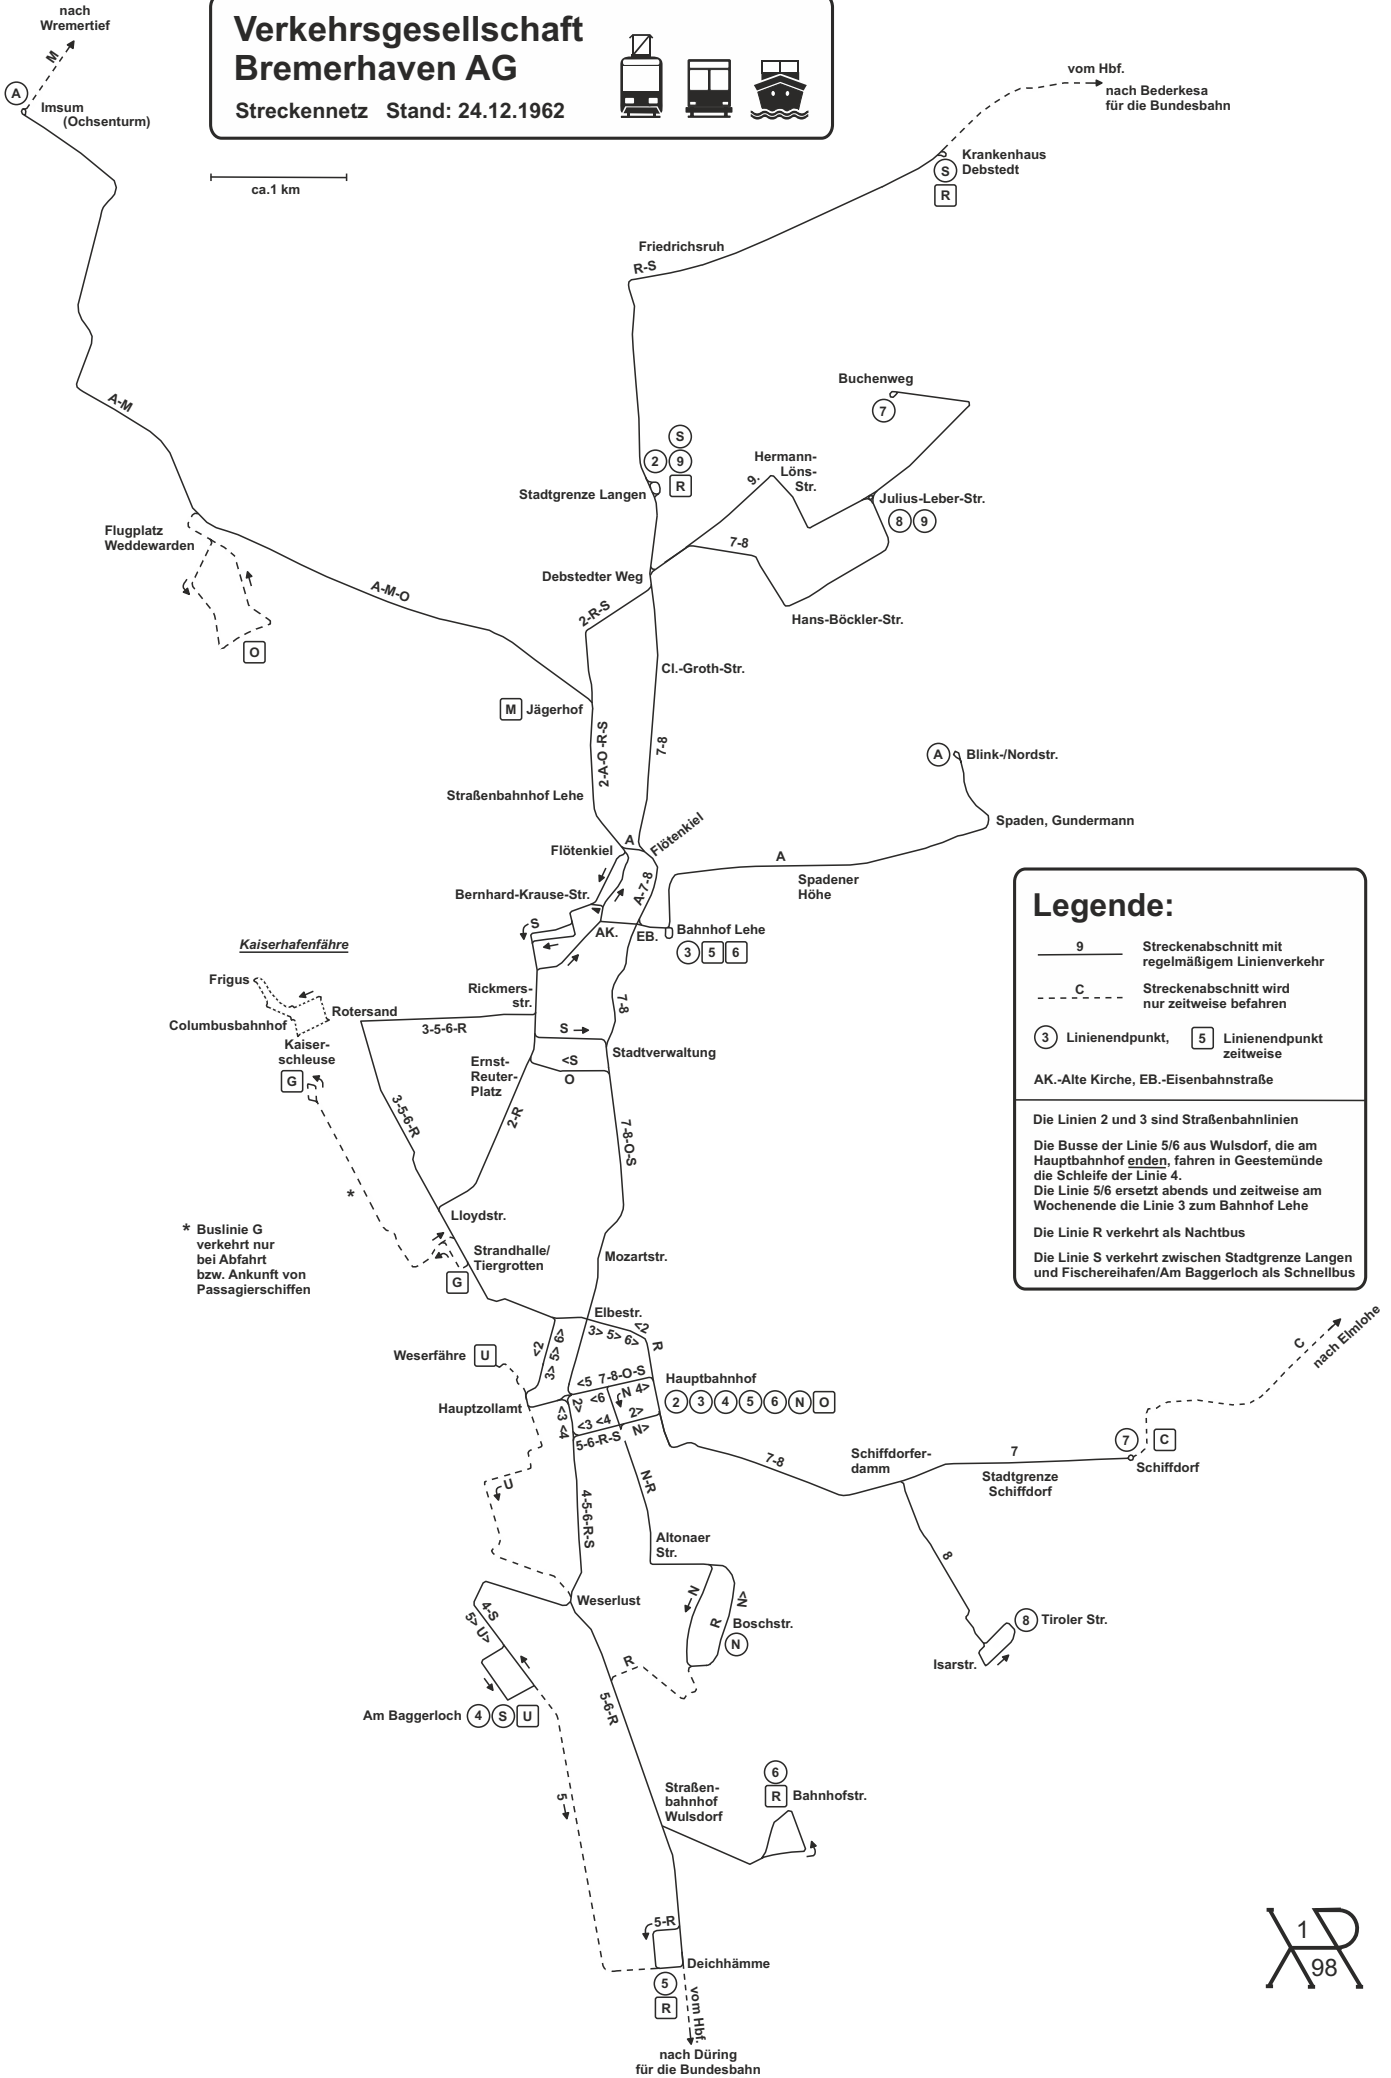 nach
Wremertief
M
A
Imsum
(Ochsenturm)
Verkehrsgesellschaft
Bremerhaven AG
Streckennetz Stand: 24.12.1962
ca.1 km
vom Hbf.
nach Bederkesa
für die Bundesbahn
Krankenhaus
Debstedt
S
R
Friedrichsruh
R-S
A-M
Buchenweg
7
S
2 9
R
Stadtgrenze Langen
Hermann-
Löns-
Str.
9.
Julius-Leber-Str.
8 9
Flugplatz
Weddewarden
7-8
Debstedter Weg
A-M-O
2-R-S
Hans-Böckler-Str.
O
Cl.-Groth-Str.
M Jägerhof
2-A-O -R-S
7-8
A Blink-/Nordstr.
Straßenbahnhof Lehe
Spaden, Gundermann
A
Flötenkiel
Flötenkiel
A
Spadener
Höhe
A-7-8
Bernhard-Krause-Str.
S
AK.
EB.
Bahnhof Lehe
3 5 6
Kaiserhafenfähre
Frigus
Columbusbahnhof
Rotersand
Rickmers-
str.
3-5-6-R
7-8
S
Kaiser-
schleuse
G
Stadtverwaltung
<S
O
Ernst-
Reuter-
Platz
3-5-6-R
2-R
7-8-O-S
*
Lloydstr.
* Buslinie G
verkehrt nur
bei Abfahrt
bzw. Ankunft von
Passagierschiffen
Strandhalle/
Tiergrotten
G
Mozartstr.
Elbestr.
<2
3> 5> 6>
R
<2
3> 5> 6>
Weserfähre U
Hauptzollamt
<5 7-8-O-S
Hauptbahnhof
2 3 4 5 6 N O
2>
<6
N 4>
<3
<4
<3 <4
2>
N>
5-6-R-S
U
4-5-6-R-S
N-R
7-8
Schiffdorfer-
damm
7
Stadtgrenze
Schiffdorf
7 C
Schiffdorf
C
nach Elmlohe
Altonaer
Str.
8
Weserlust
4-S
5> U>
N
<N
R
Boschstr.
N
8 Tiroler Str.
Isarstr.
R
5-6-R
Am Baggerloch 4 S U
5
Straßen-
bahnhof
Wulsdorf
6
R Bahnhofstr.
5-R
Deichhämme
5
R
vom Hbf.
nach Düring
für die Bundesbahn
Legende:
9
Streckenabschnitt mit
regelmäßigem Linienverkehr
C
Streckenabschnitt wird
nur zeitweise befahren
3 Linienendpunkt,
5 Linienendpunkt
zeitweise
AK.-Alte Kirche, EB.-Eisenbahnstraße
Die Linien 2 und 3 sind Straßenbahnlinien
Die Busse der Linie 5/6 aus Wulsdorf, die am
Hauptbahnhof enden, fahren in Geestemünde
die Schleife der Linie 4.
Die Linie 5/6 ersetzt abends und zeitweise am
Wochenende die Linie 3 zum Bahnhof Lehe
Die Linie R verkehrt als Nachtbus
Die Linie S verkehrt zwischen Stadtgrenze Langen
und Fischereihafen/Am Baggerloch als Schnellbus
1
98